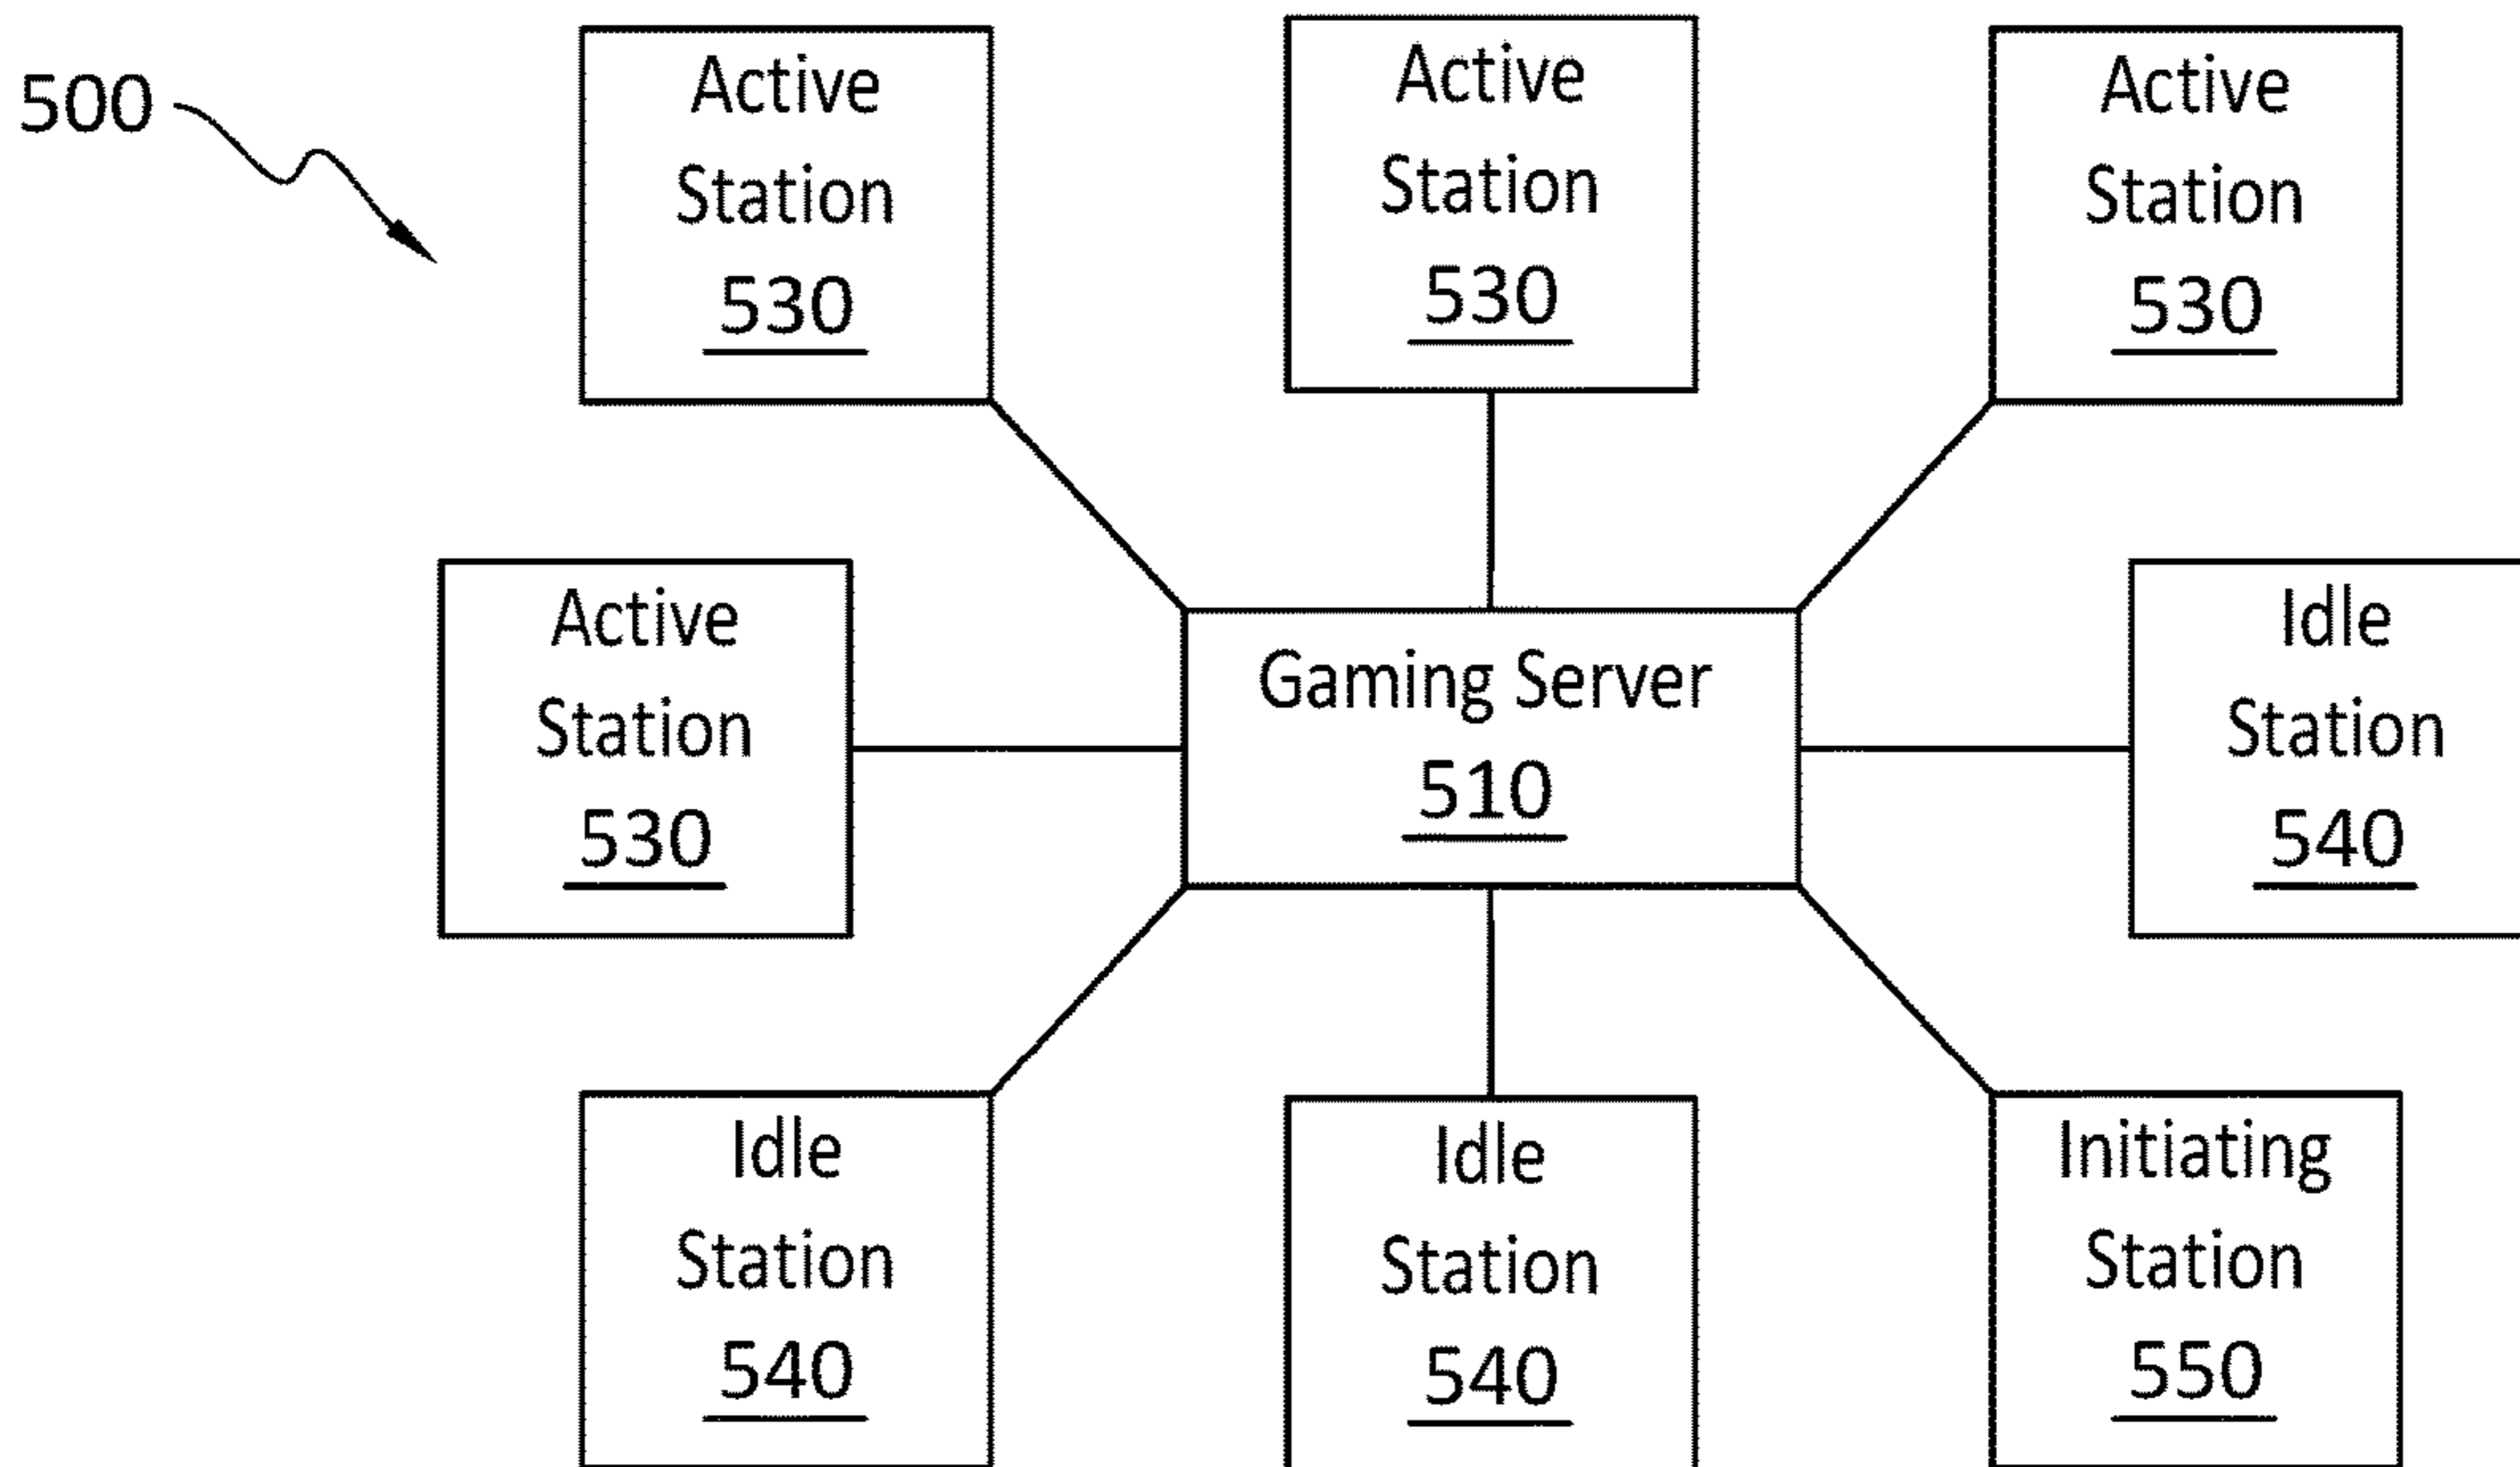 500
Active
Station
530
Active
Station
530
Active
Station
530
Active
Station
530
Gaming Server
510
Idle
Station
540
Idle
Station
540
Idle
Station
540
Initiating
Station
550